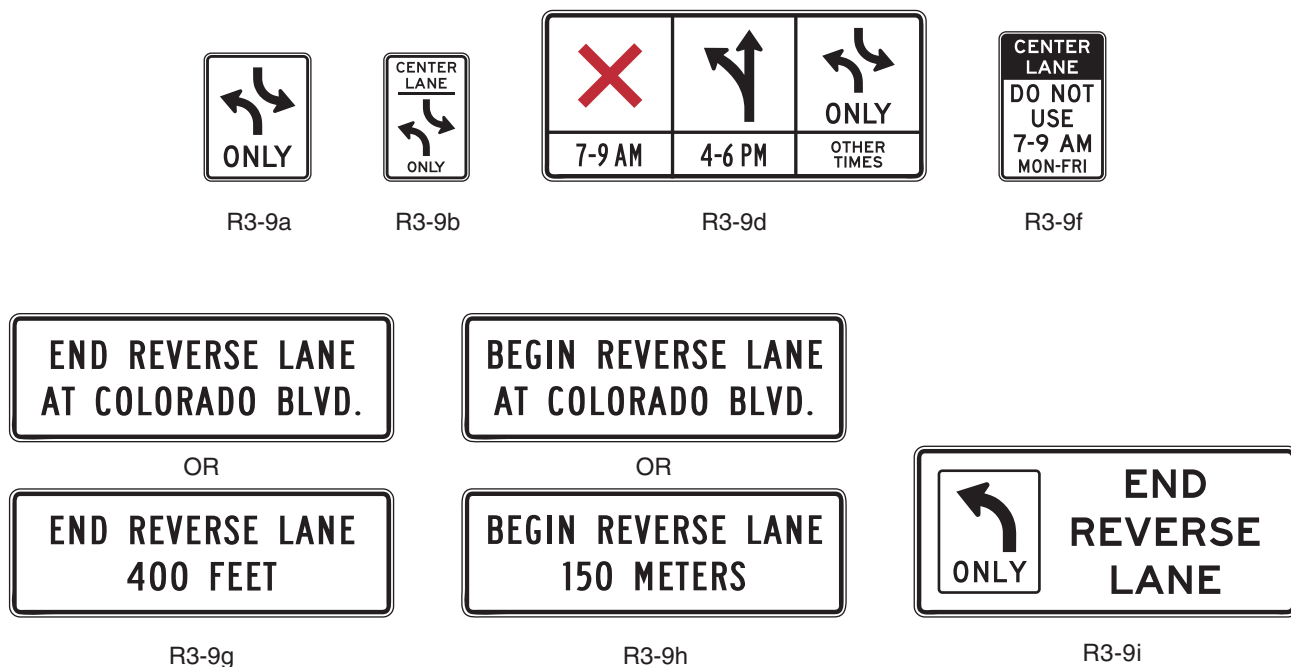 ONLY
R3-9a
CENTER
LANE
ONLY
R3-9b
7-9 AM
4-6 PM
ONLY
OTHER
TIMES
R3-9d
CENTER
LANE
DO NOT
USE
7-9 AM
MON-FRI
R3-9f
END REVERSE LANE
AT COLORADO BLVD.
OR
END REVERSE LANE
400 FEET
R3-9g
BEGIN REVERSE LANE
AT COLORADO BLVD.
OR
BEGIN REVERSE LANE
150 METERS
R3-9h
ONLY
END
REVERSE
LANE
R3-9i